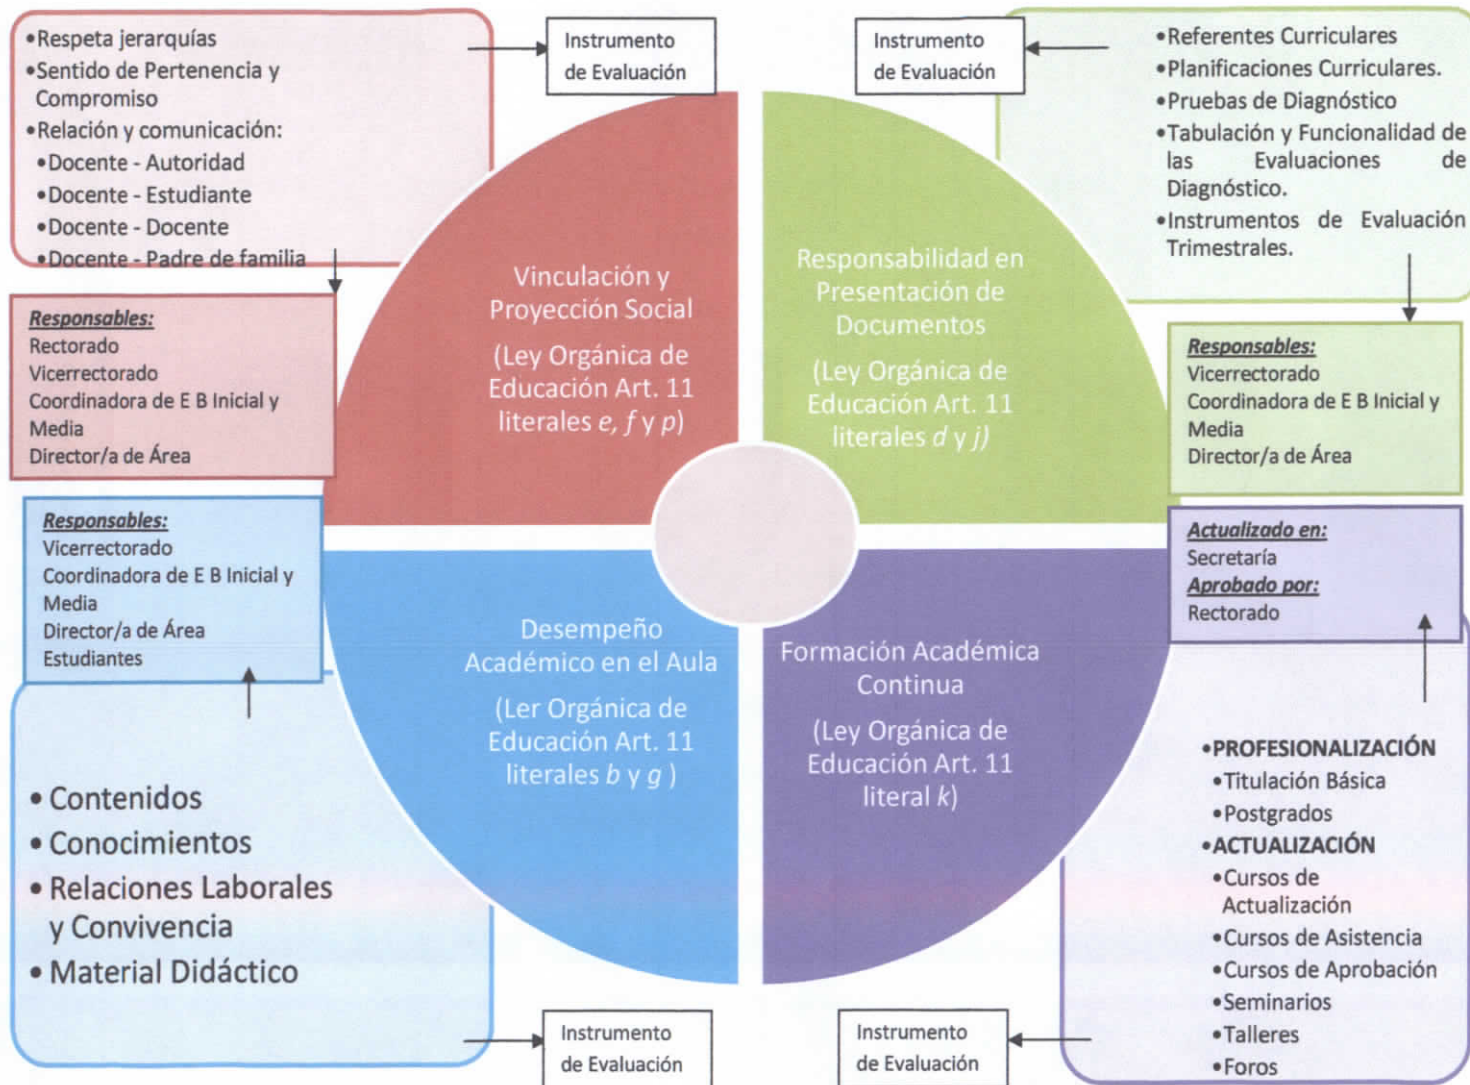 •Respeta jerarquías
•Sentido de Pertenencia y
Compromiso
•Relación y comunicación:
•Docente - Autoridad
•Docente - Estudiante
•Docente - Docente
•Docente - Padre de familia
Instrumento
de Evaluación
Instrumento
de Evaluación
•Referentes Curriculares
•Planificaciones Curriculares.
•Pruebas de Diagnóstico
•Tabulación y Funcionalidad de
las Evaluaciones de
Diagnóstico.
•Instrumentos de Evaluación
Trimestrales.
Responsables:
Rectorado
Vicerrectorado
Coordinadora de E B Inicial y
Media
Director/a de Área
Vinculación y
Proyección Social
(Ley Orgánica de
Educación Art. 11
literales e, f y p)
Responsabilidad en
Presentación de
Documentos
(Ley Orgánica de
Educación Art. 11
literales d y j)
Responsables:
Vicerrectorado
Coordinadora de E B Inicial y
Media
Director/a de Área
Responsables:
Vicerrectorado
Coordinadora de E B Inicial y
Media
Director/a de Área
Estudiantes
Desempeño
Académico en el Aula
(Ler Orgánica de
Educación Art. 11
literales b y g )
Formación Académica
Continua
(Ley Orgánica de
Educación Art. 11
literal k)
Actualizado en:
Secretaría
Aprobado por:
Rectorado
• Contenidos
• Conocimientos
• Relaciones Laborales
y Convivencia
• Material Didáctico
•PROFESIONALIZACIÓN
•Titulación Básica
•Postgrados
•ACTUALIZACIÓN
•Cursos de
Actualización
•Cursos de Asistencia
•Cursos de Aprobación
•Seminarios
•Talleres
•Foros
Instrumento
de Evaluación
Instrumento
de Evaluación